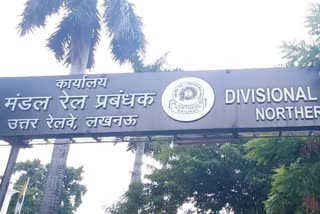 कार्यालय
मंडल रेल प्रबंधक
उत्तर रेलवे, लखनऊ
DIVISIONAL
NORTHER